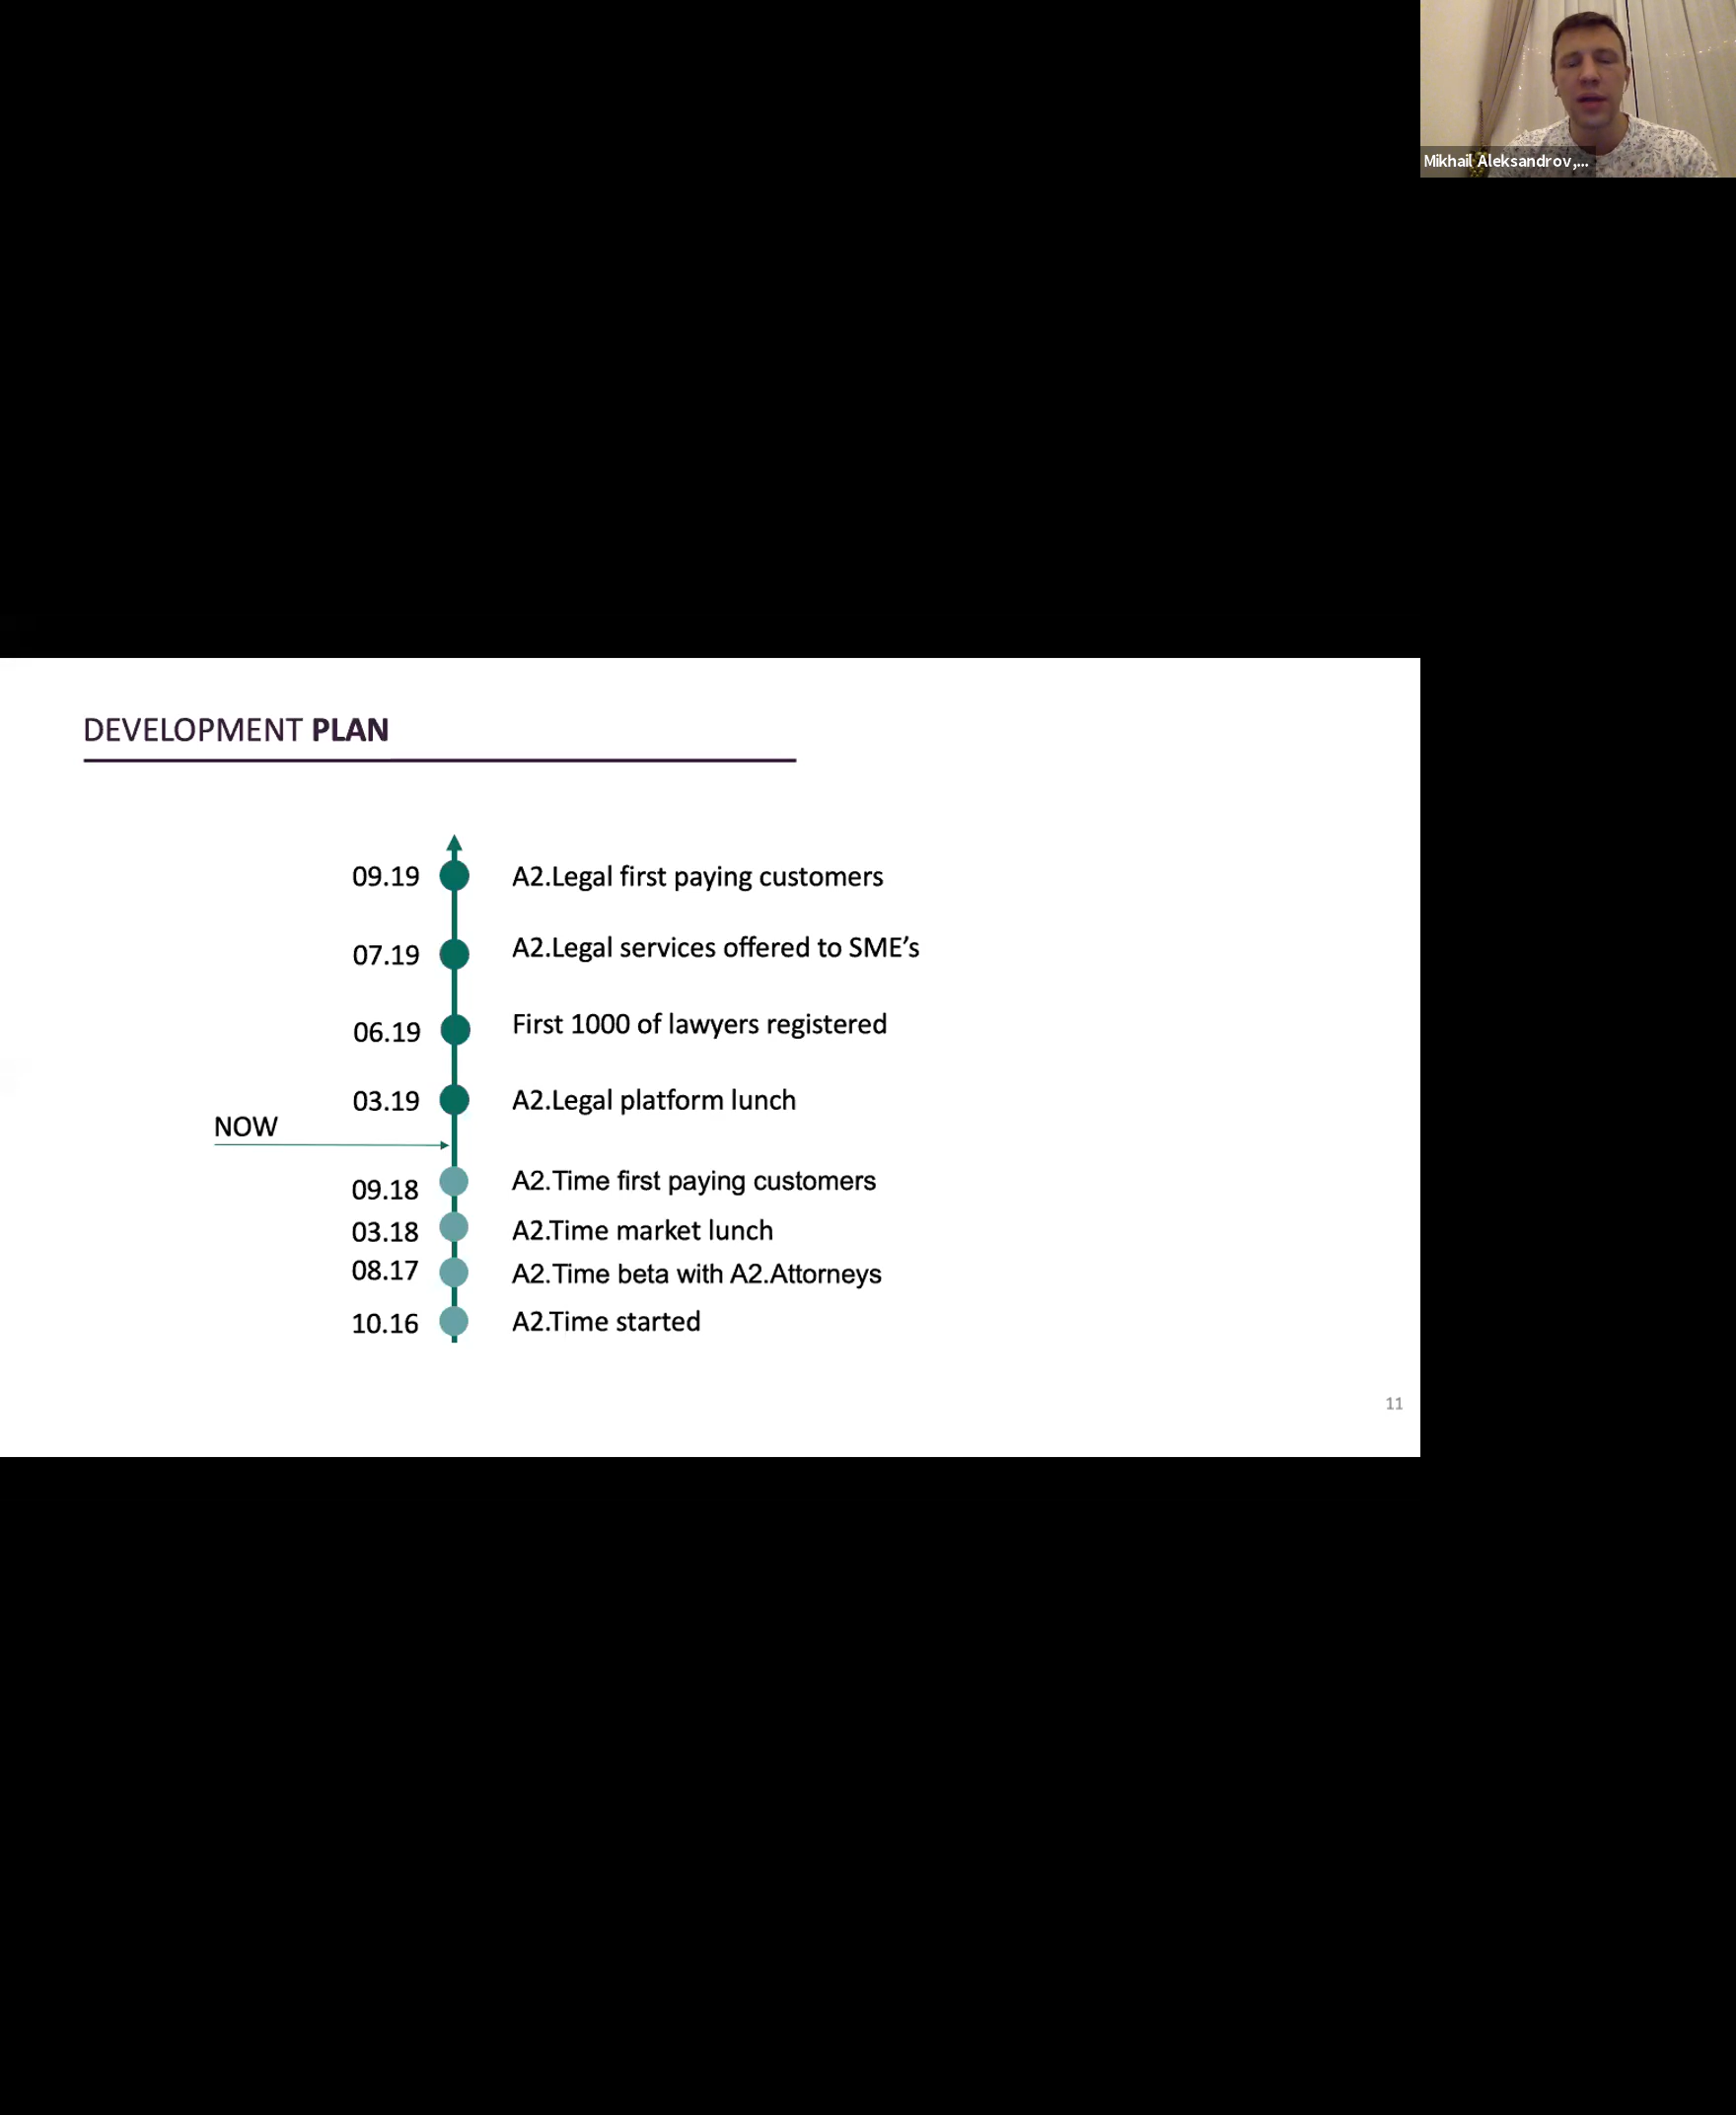 Mikhail Aleksandrov,...
DEVELOPMENT PLAN
09.19 A2.Legal first paying customers
07.19 A2.Legal services offered to SME’s
06.19 First 1000 of lawyers registered
03.19 A2.Legal platform lunch
NOW
09.18 A2.Time first paying customers
03.18 A2.Time market lunch
08.17 A2.Time beta with A2.Attorneys
10.16 A2.Time started
11